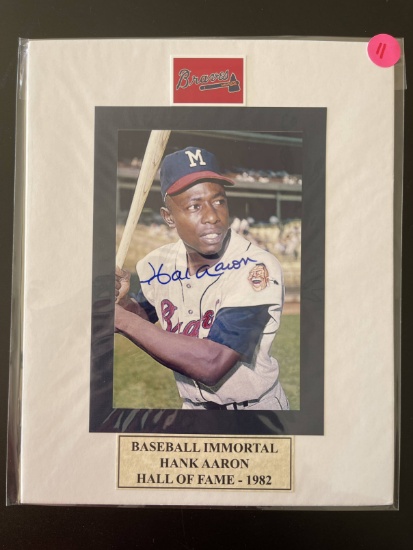 11
Braves
M
Hank Aaron
Braves
BASEBALL IMMORTAL
HANK AARON
HALL OF FAME - 1982